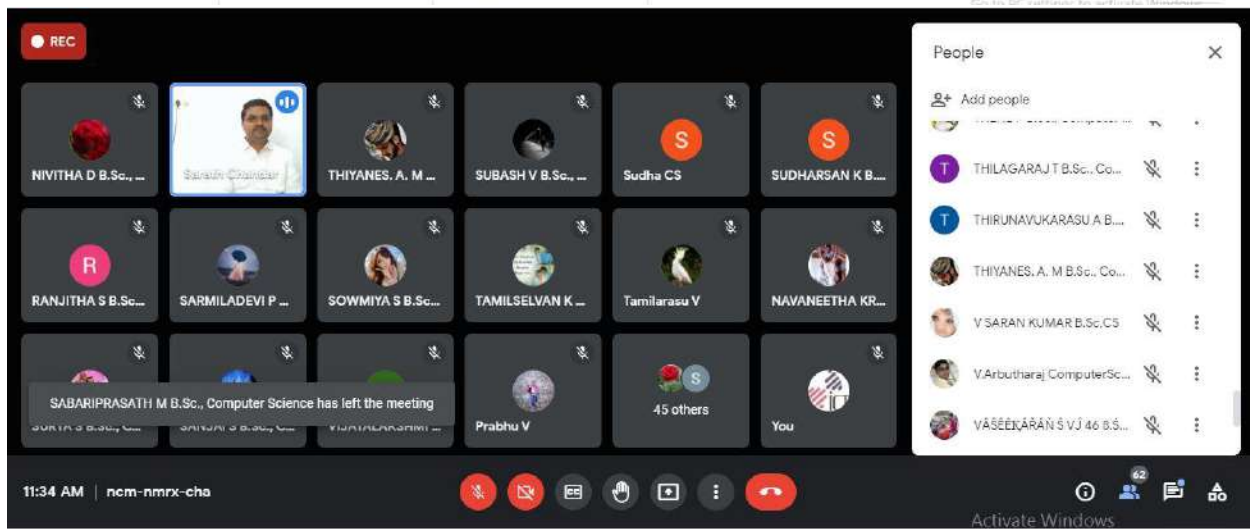 REC
NIVITHA D B.Sc., ...
Sarath Chandar
THIYANES. A. M ...
SUBASH V B.Sc., ...
S
Sudha CS
S
SUDHARSAN K B....
R
RANJITHA S B.Sc...
SARMILADEVI P ...
SOWMIYA S B.Sc...
TAMILSELVAN K ...
Tamilarasu V
NAVANEETHA KR...
SABARIPRASATH M B.Sc., Computer Science has left the meeting
Prabhu V
S
45 others
You
People
Add people
T
THILAGARAJ T B.Sc., Co...
T
THIRUNAVUKARASU A B....
THIYANES. A. M B.Sc., Co...
V SARAN KUMAR B.Sc,CS
V.Arbutharaj ComputerSc...
11:34 AM | ncm-nmrx-cha
62
Activate Windows